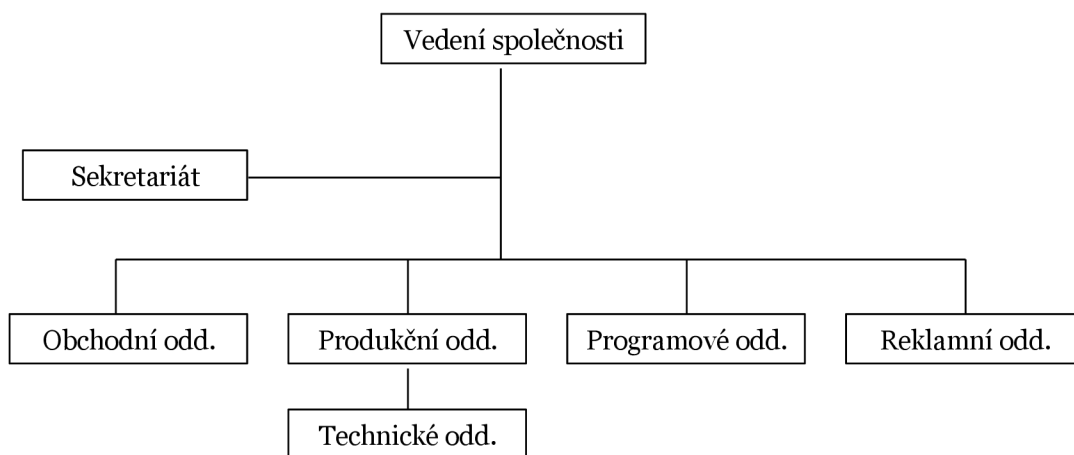 Vedení společnosti
Sekretariát
Obchodní odd.
Produkční odd.
Programové odd.
Reklamní odd.
Technické odd.